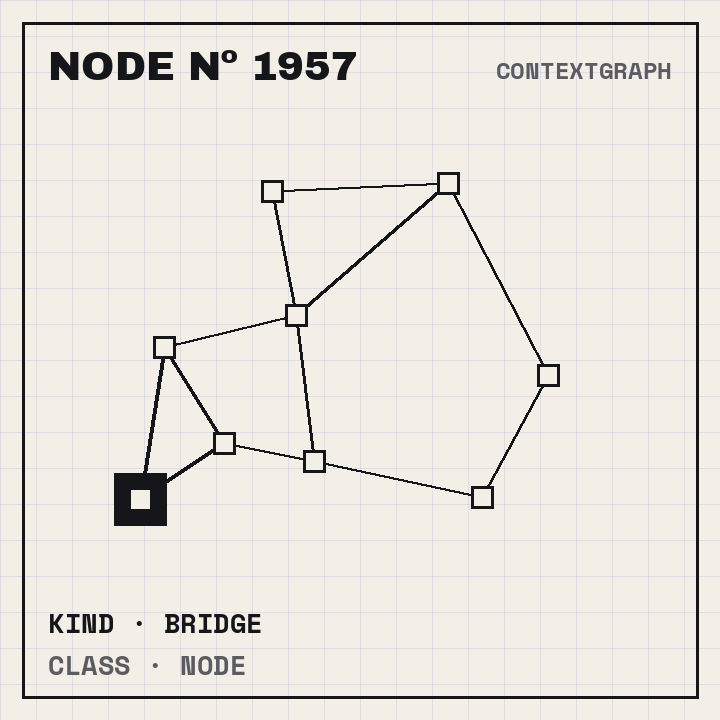 NODE Nº 1957
CONTEXTGRAPH
KIND · BRIDGE
CLASS · NODE